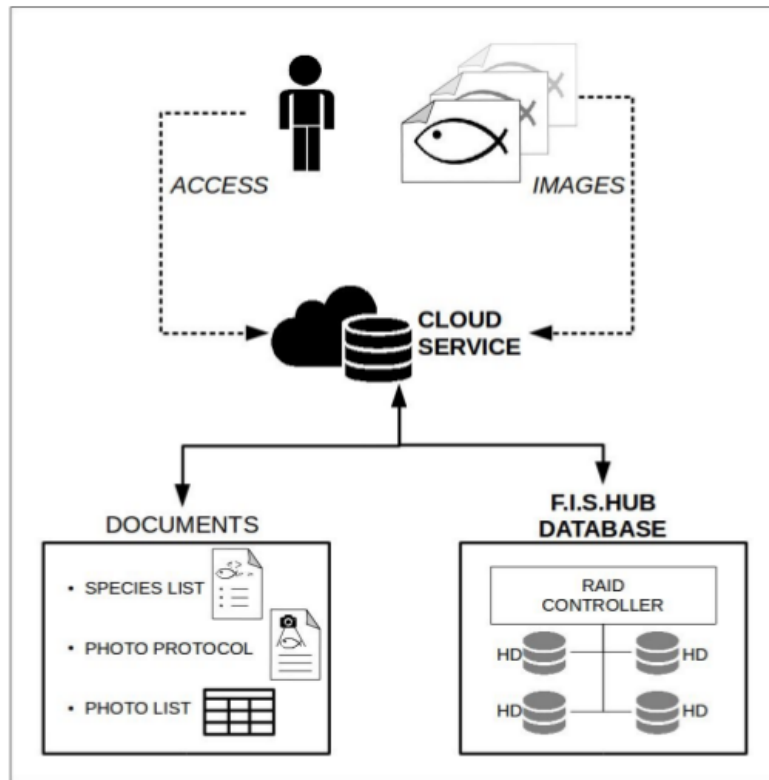 ACCESS
IMAGES
CLOUD
SERVICE
DOCUMENTS
• SPECIES LIST
• PHOTO PROTOCOL
• PHOTO LIST
F.I.S.HUB
DATABASE
RAID
CONTROLLER
HD
HD
HD
HD